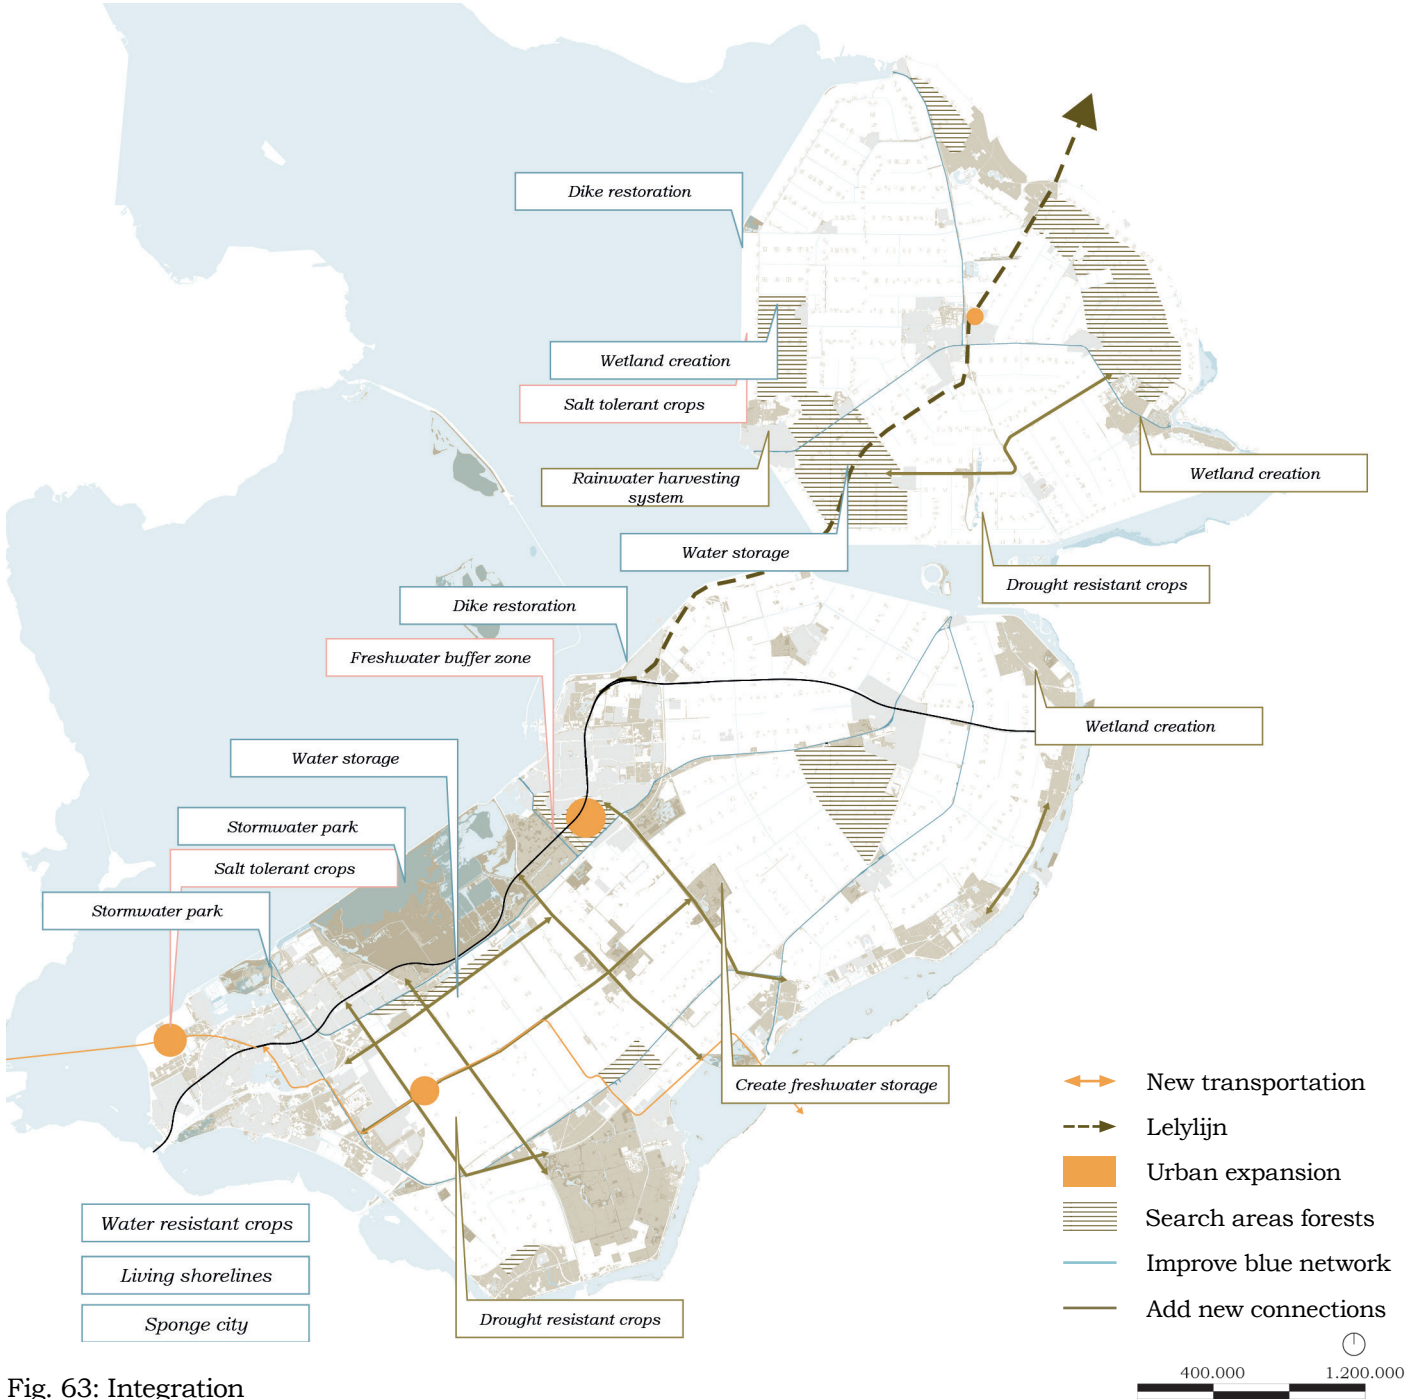 Dike restoration
Wetland creation
Salt tolerant crops
Rainwater harvesting
system
Wetland creation
Water storage
Drought resistant crops
Dike restoration
Freshwater buffer zone
Wetland creation
Water storage
Stormwater park
Salt tolerant crops
Stormwater park
Create freshwater storage
Drought resistant crops
Water resistant crops
Living shorelines
Sponge city
New transportation
Lelylijn
Urban expansion
Search areas forests
Improve blue network
Add new connections
400.000
1.200.000
Fig. 63: Integration